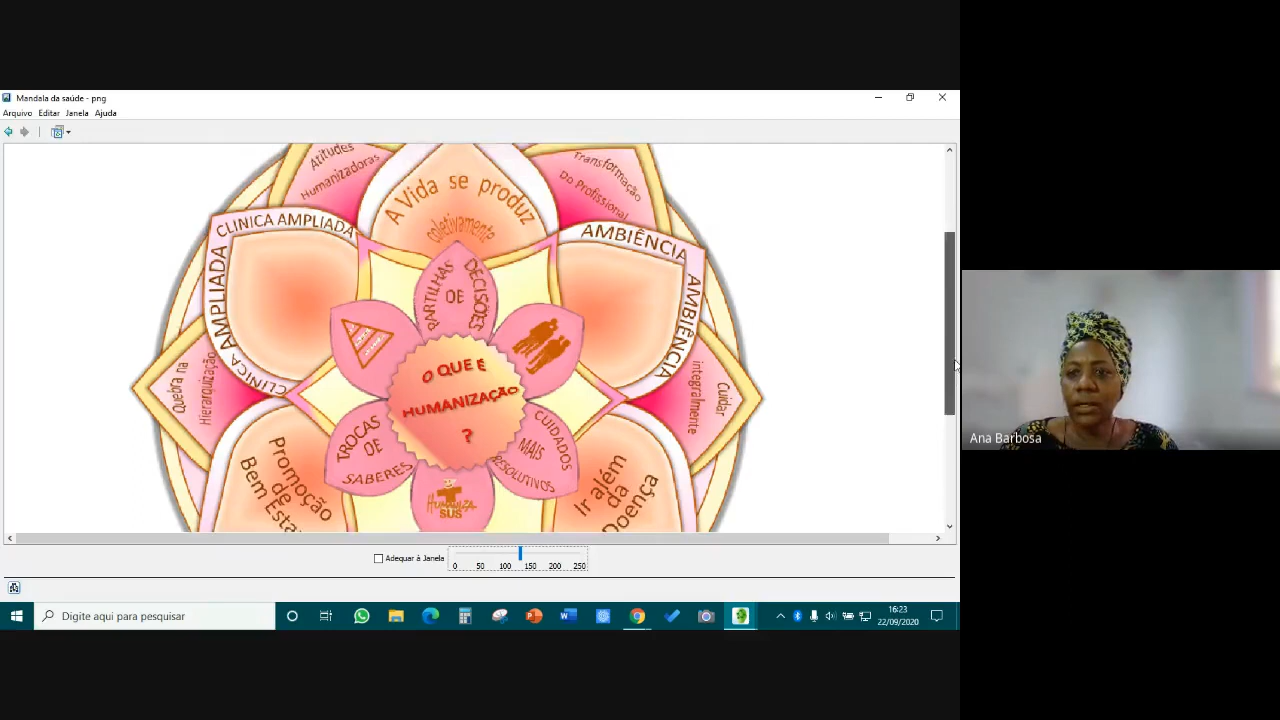 Mandala da saúde - png
Arquivo Editar Janela Ajuda
Atitudes
Humanizadoras
A Vida se produz
coletivamente
Transformação
Do Profissional
CLINICA AMPLIADA
CLINICA AMPLIADA
AMBIÊNCIA
AMBIÊNCIA
PARTILHAS
DE
DECISÕES
O QUE É
HUMANIZAÇÃO
?
Quebra na
Hierarquização
Cuidar
integralmente
TROCAS
DE
SABERES
CUIDADOS
MAIS
RESOLUTIVOS
Humaniza
SUS
Promoção
de
Bem Esta
Ir além
da
Doença
Adequar à Janela
0 50 100 150 200 250
Digite aqui para pesquisar
16:23
22/09/2020
Ana Barbosa